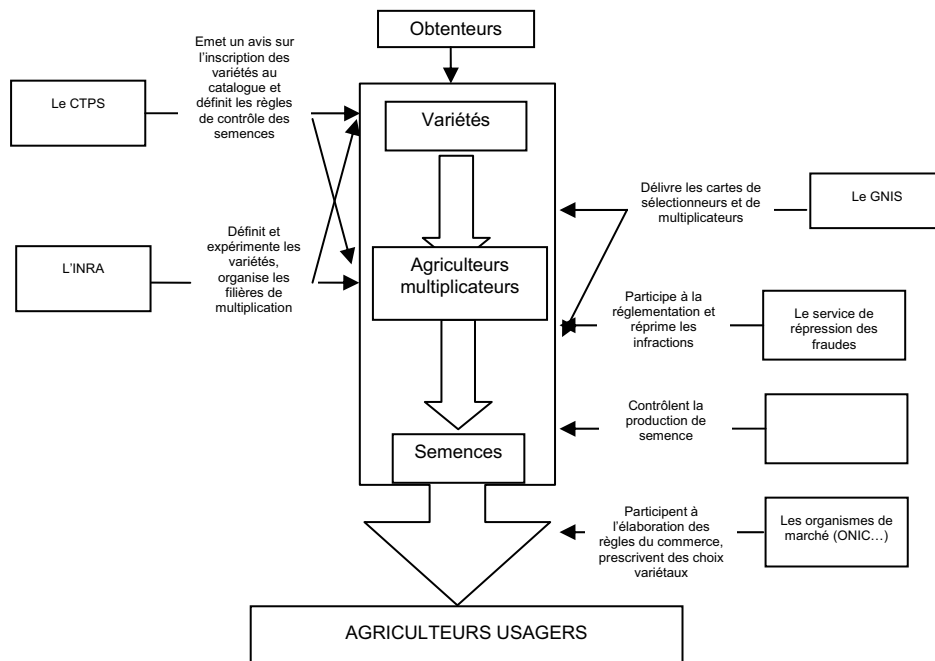 Obtenteurs
Emet un avis sur
l'inscription des
variétés au
catalogue et
définit les règles
de contrôle des
semences
Le CTPS
Variétés
Délivre les cartes de
sélectionneurs et de
multiplicateurs
Le GNIS
Définit et
expérimente les
variétés,
organise les
filières de
multiplication
L'INRA
Agriculteurs
multiplicateurs
Participe à la
réglementation et
réprime les
infractions
Le service de
répression des
fraudes
Contrôlent la
production de
semence
Semences
Participent à
l'élaboration des
règles du commerce,
prescrivent des choix
variétaux
Les organismes de
marché (ONIC…)
AGRICULTEURS USAGERS